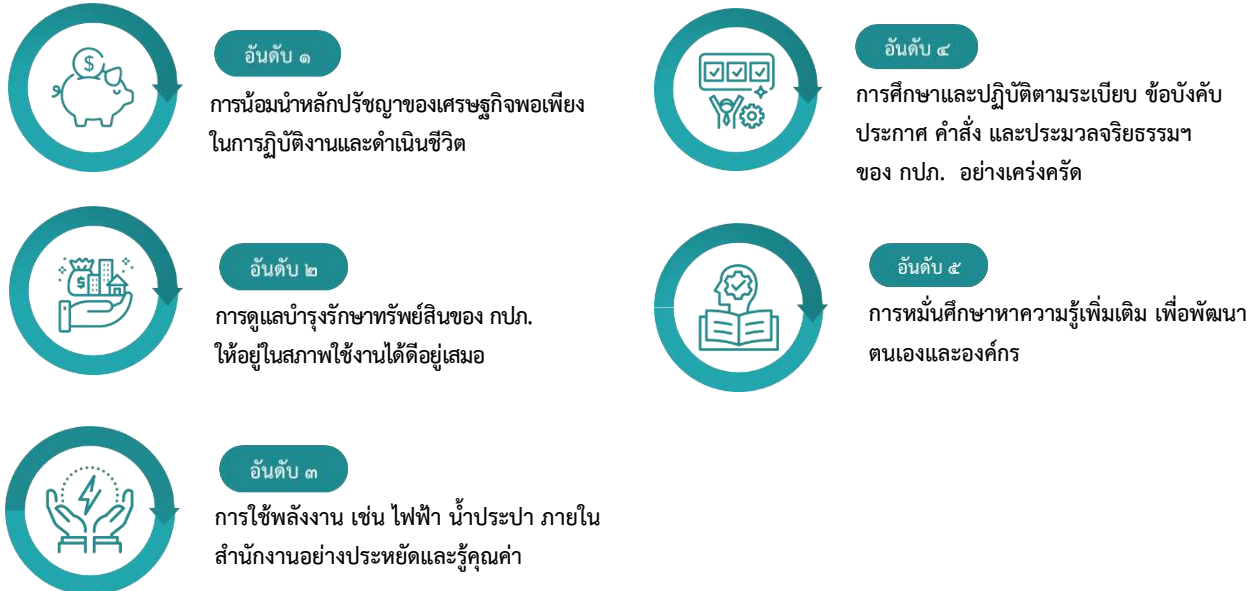 อันดับ ๑
การน้อมนำหลักปรัชญาของเศรษฐกิจพอเพียง
ในการฏิบัติงานและดำเนินชีวิต
อันดับ ๒
การดูแลบำรุงรักษาทรัพย์สินของ กปภ.
ให้อยู่ในสภาพใช้งานได้ดีอยู่เสมอ
อันดับ ๓
การใช้พลังงาน เช่น ไฟฟ้า น้ำประปา ภายใน
สำนักงานอย่างประหยัดและรู้คุณค่า
อันดับ ๔
การศึกษาและปฏิบัติตามระเบียบ ข้อบังคับ
ประกาศ คำสั่ง และประมวลจริยธรรมฯ
ของ กปภ. อย่างเคร่งครัด
อันดับ ๕
การหมั่นศึกษาหาความรู้เพิ่มเติม เพื่อพัฒนา
ตนเองและองค์กร